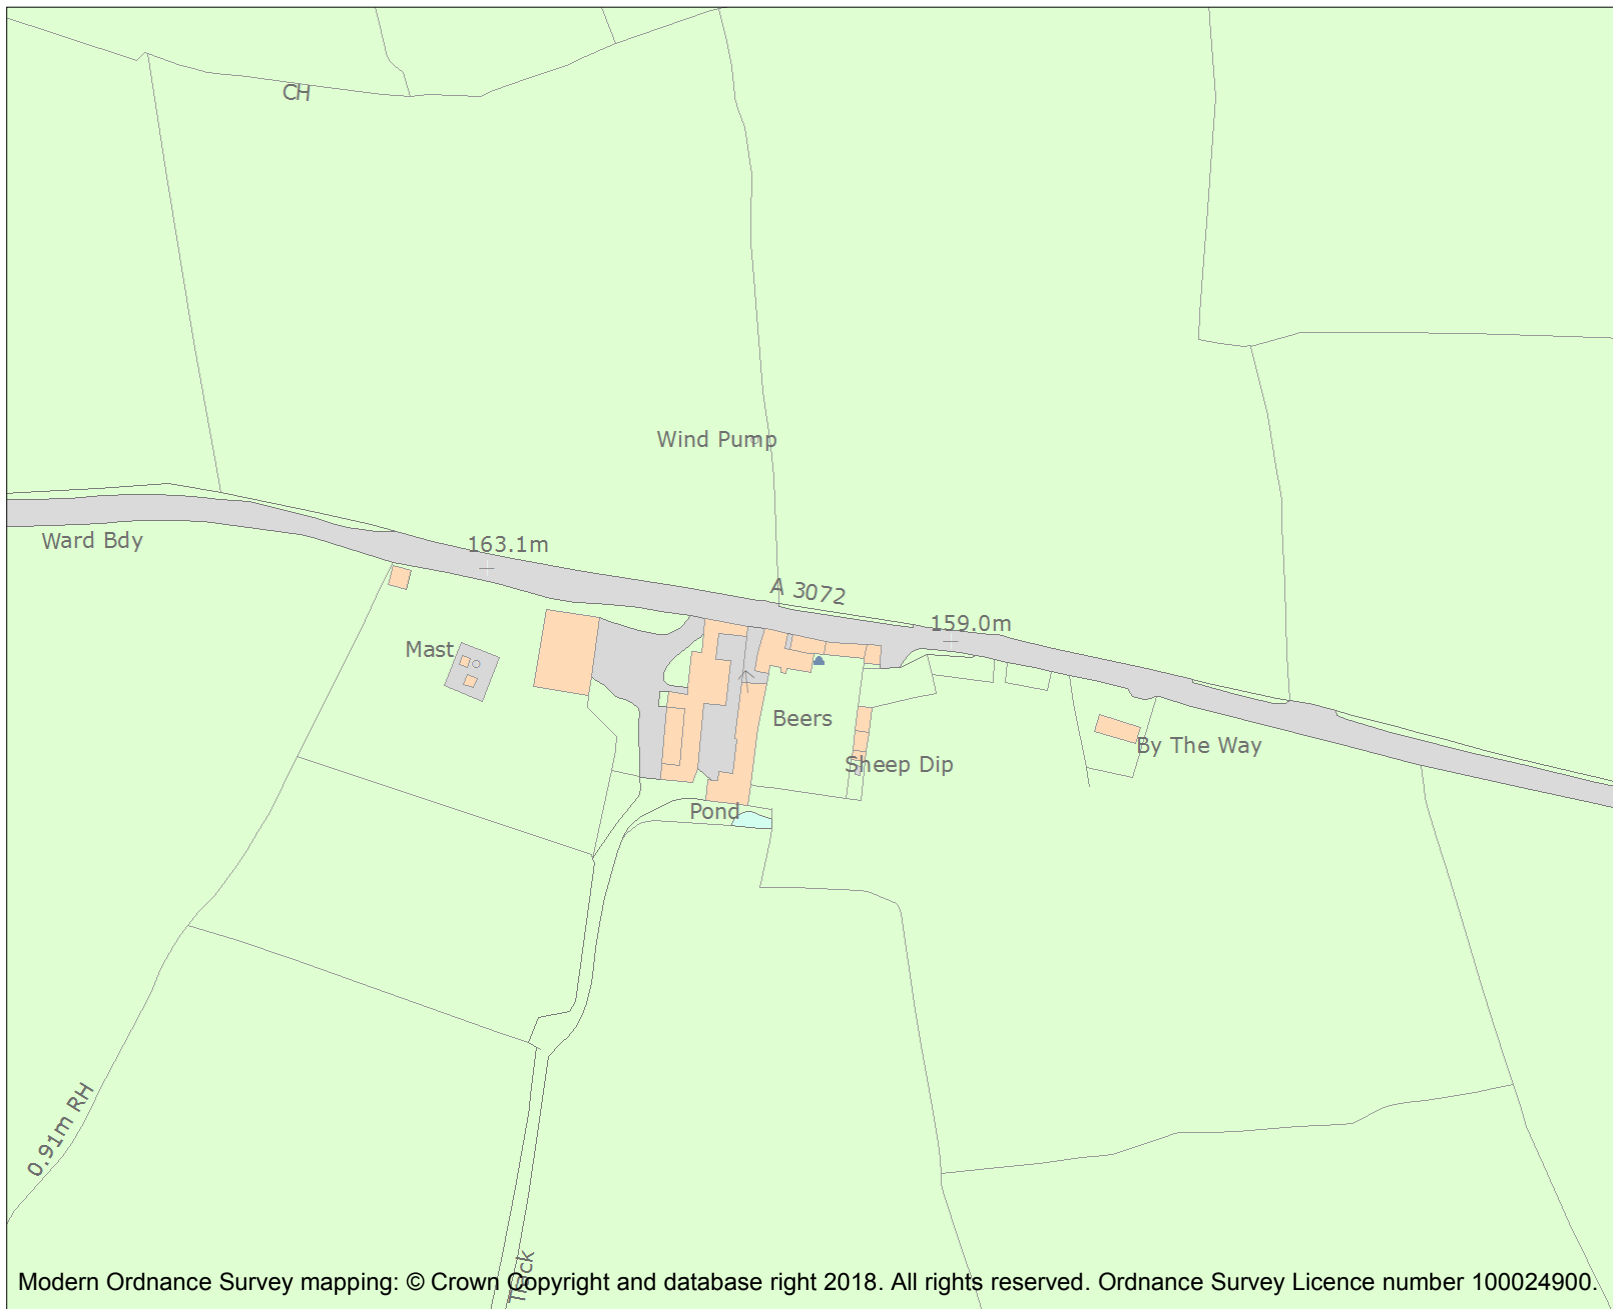 CH
Wind Pump
Ward Bdy
163.1m
A 3072
159.0m
Mast
Beers
By The Way
Sheep Dip
Pond
0.91m RH
Track
Modern Ordnance Survey mapping: © Crown Copyright and database right 2018. All rights reserved. Ordnance Survey Licence number 100024900.